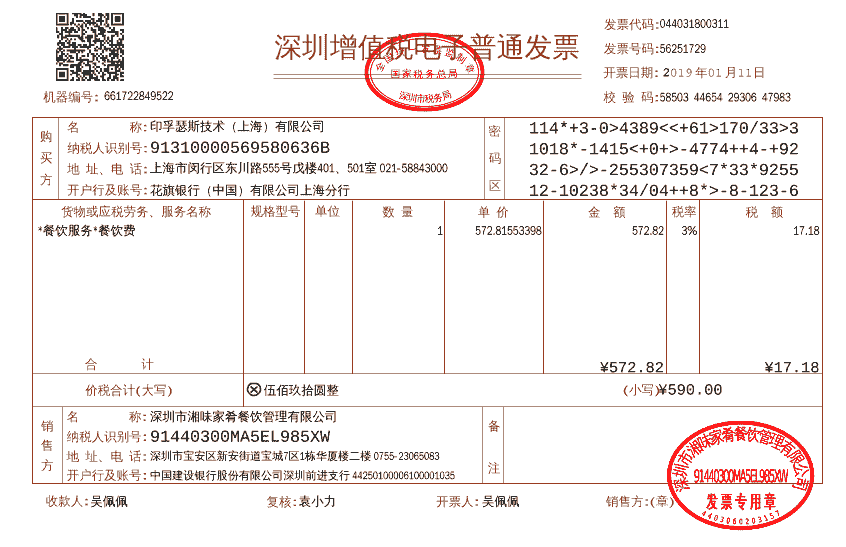 深圳增值税电子普通发票
全国统一发票监制章
国家税务总局
深圳市税务局
发票代码:044031800311
发票号码:56251729
开票日期: 2019 年01 月11日
机器编号: 661722849522
校 验 码:58503 44654 29306 47983
购买方
名 称:印孚瑟斯技术（上海）有限公司
纳税人识别号:91310000569580636B
地 址、电 话:上海市闵行区东川路555号戊楼401、501室 021-58843000
开户行及账号:花旗银行（中国）有限公司上海分行
密码区
114*+3-0>4389<<+61>170/33>3
1018*-1415<+0+>-4774++4-+92
32-6>/>-255307359<7*33*9255
12-10238*34/04++8*>-8-123-6
货物或应税劳务、服务名称 规格型号 单位 数 量 单 价 金 额 税率 税 额
*餐饮服务*餐饮费 1 572.81553398 572.82 3% 17.18
合 计 ¥572.82 ¥17.18
价税合计(大写) ⊗伍佰玖拾圆整 (小写)¥590.00
销售方
名 称:深圳市湘味家肴餐饮管理有限公司
纳税人识别号:91440300MA5EL985XW
地 址、电 话:深圳市宝安区新安街道宝城7区1栋华厦楼二楼 0755-23065083
开户行及账号:中国建设银行股份有限公司深圳前进支行 44250100006100001035
备注
收款人:吴佩佩 复核:袁小力 开票人:吴佩佩 销售方:(章)
深圳市湘味家肴餐饮管理有限公司
91440300MA5EL985XW
发票专用章
4403060203157